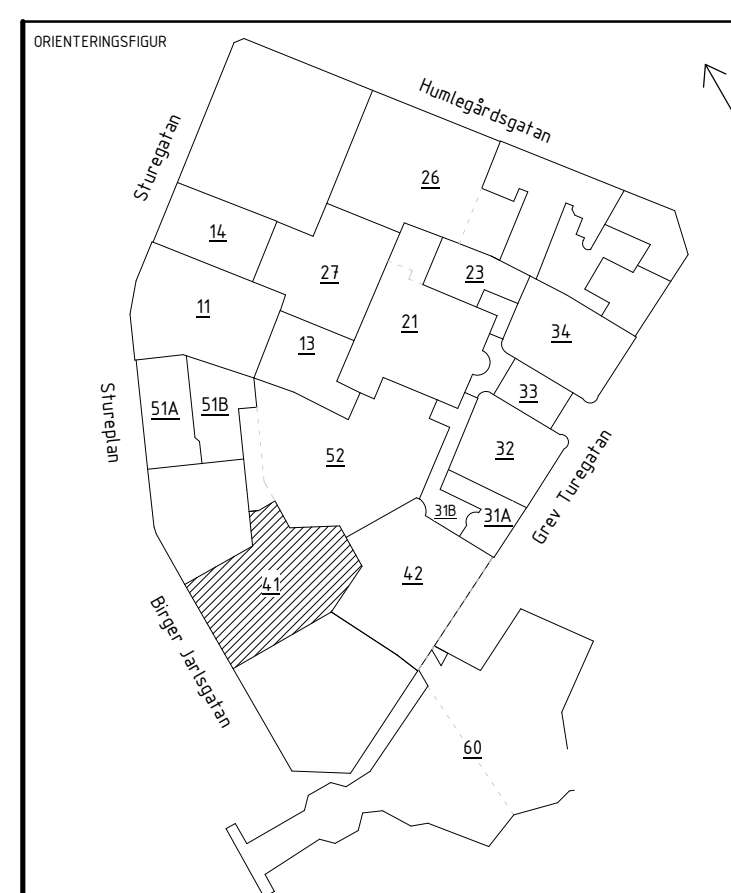 ORIENTERINGSFIGUR
Humlegårdsgatan
Sturegatan
26
14
27
23
11
21
34
13
33
51A
51B
Stureplan
32
52
31B
31A
Grev Turegatan
41
42
Birger Jarlsgatan
60